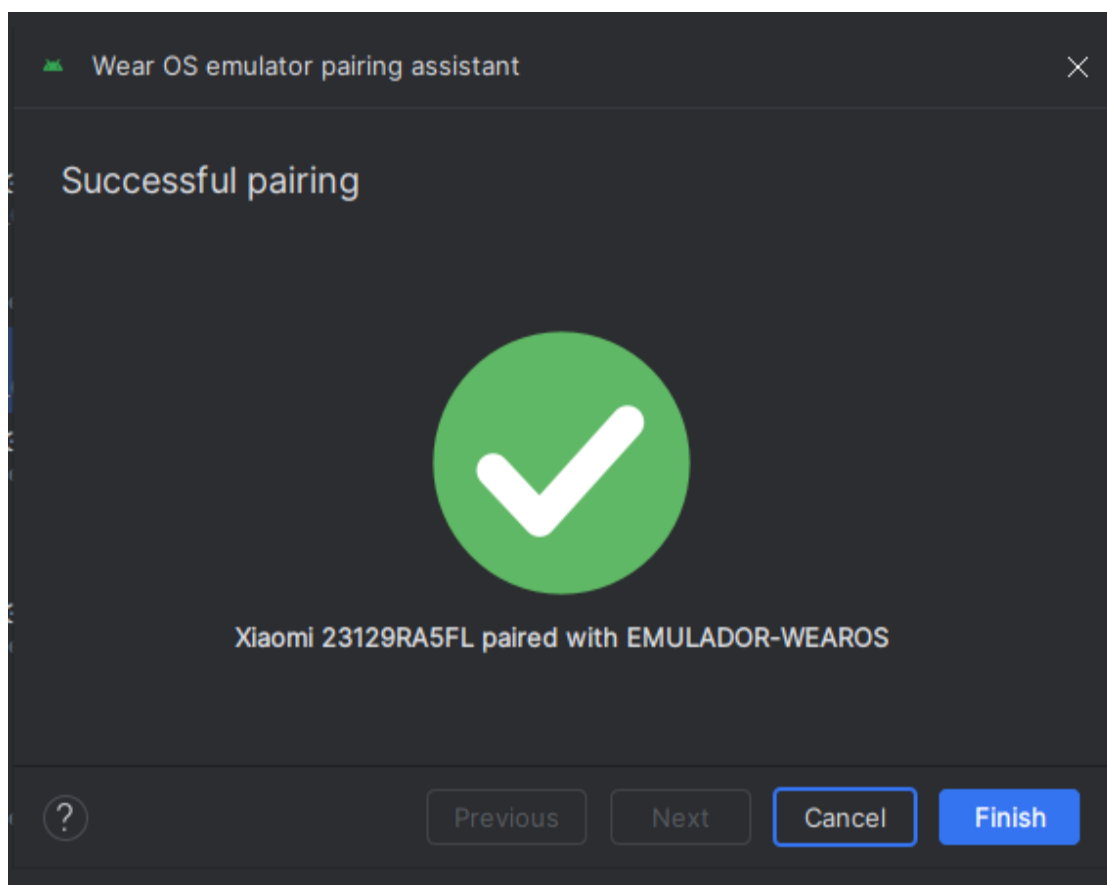 Wear OS emulator pairing assistant
Successful pairing
Xiaomi 23129RA5FL paired with EMULADOR-WEAROS
? Previous Next Cancel Finish